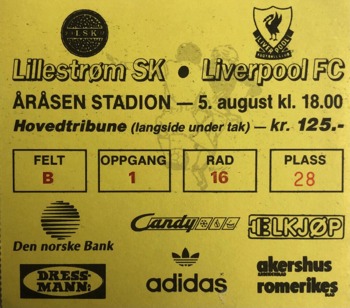 LSK
LIVERPOOL
Lillestrøm SK • Liverpool FC
ÅRÅSEN STADION — 5. august kl. 18.00
Hovedtribune (langside under tak) — kr. 125.-
FELT OPPGANG RAD PLASS
B 1 16 28
Den norske Bank
Candy
ELKJØP
DRESS-
MANN:
adidas
akershus
romerikes